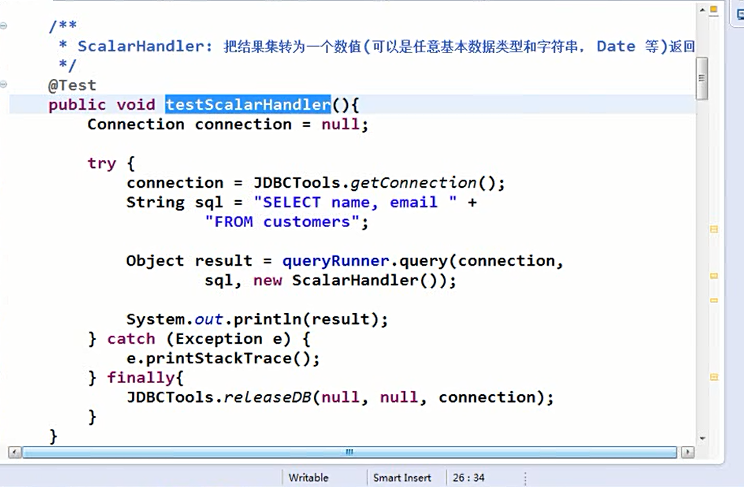 /**
 * ScalarHandler: 把结果集转为一个数值(可以是任意基本数据类型和字符串, Date 等)返回
 */
@Test
public void testScalarHandler(){
    Connection connection = null;

    try {
        connection = JDBCTools.getConnection();
        String sql = "SELECT name, email " +
                "FROM customers";

        Object result = queryRunner.query(connection,
                sql, new ScalarHandler());

        System.out.println(result);
    } catch (Exception e) {
        e.printStackTrace();
    } finally{
        JDBCTools.releaseDB(null, null, connection);
    }
}
Writable Smart Insert 26 : 34